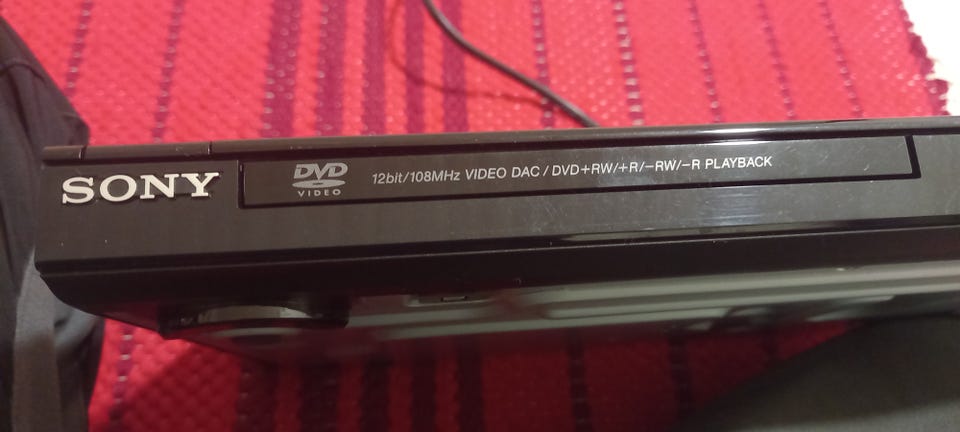 SONY
DVD
VIDEO
12bit/108MHz VIDEO DAC / DVD+RW/+R/−RW/−R PLAYBACK